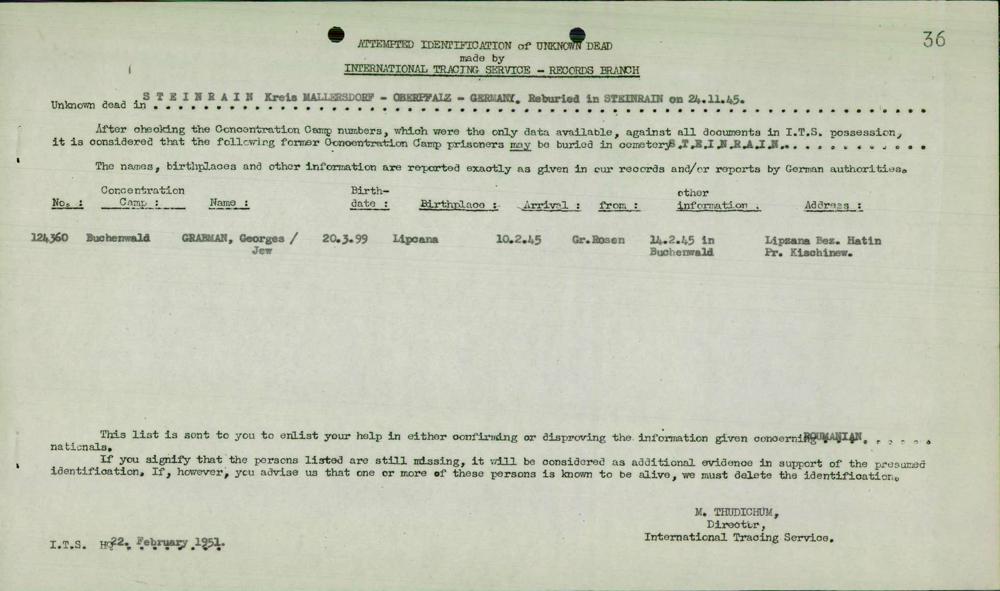 36
ATTEMPTED IDENTIFICATION of UNKNOWN DEAD
made by
INTERNATIONAL TRACING SERVICE - RECORDS BRANCH
Unknown dead in S T E I N R A I N Kreis MALLERSDORF - OBERPFALZ - GERMANY. Reburied in STEINRAIN on 24.11.45.
After checking the Concentration Camp numbers, which were the only data available, against all documents in I.T.S. possession,
it is considered that the following former Concentration Camp prisoners may be buried in cemetery S.T.E.I.N.R.A.I.N.
The names, birthplaces and other information are reported exactly as given in our records and/or reports by German authorities.
No. : Concentration Camp : Name : Birth-date : Birthplace : Arrival : from : other information : Address :
124360 Buchenwald GRABMAN, Georges / 20.3.99 Lipcana 10.2.45 Gr.Rosen 14.2.45 in Lipzana Bez. Hatin
Jew Buchenwald Pr. Kischinew.
This list is sent to you to enlist your help in either confirming or disproving the information given concerning ROUMANIAN
nationals.
If you signify that the persons listed are still missing, it will be considered as additional evidence in support of the presumed
identification. If, however, you advise us that one or more of these persons is known to be alive, we must delete the identification.
M. THUDICHUM,
Director,
International Tracing Service.
I.T.S. HQ 22. February 1951.